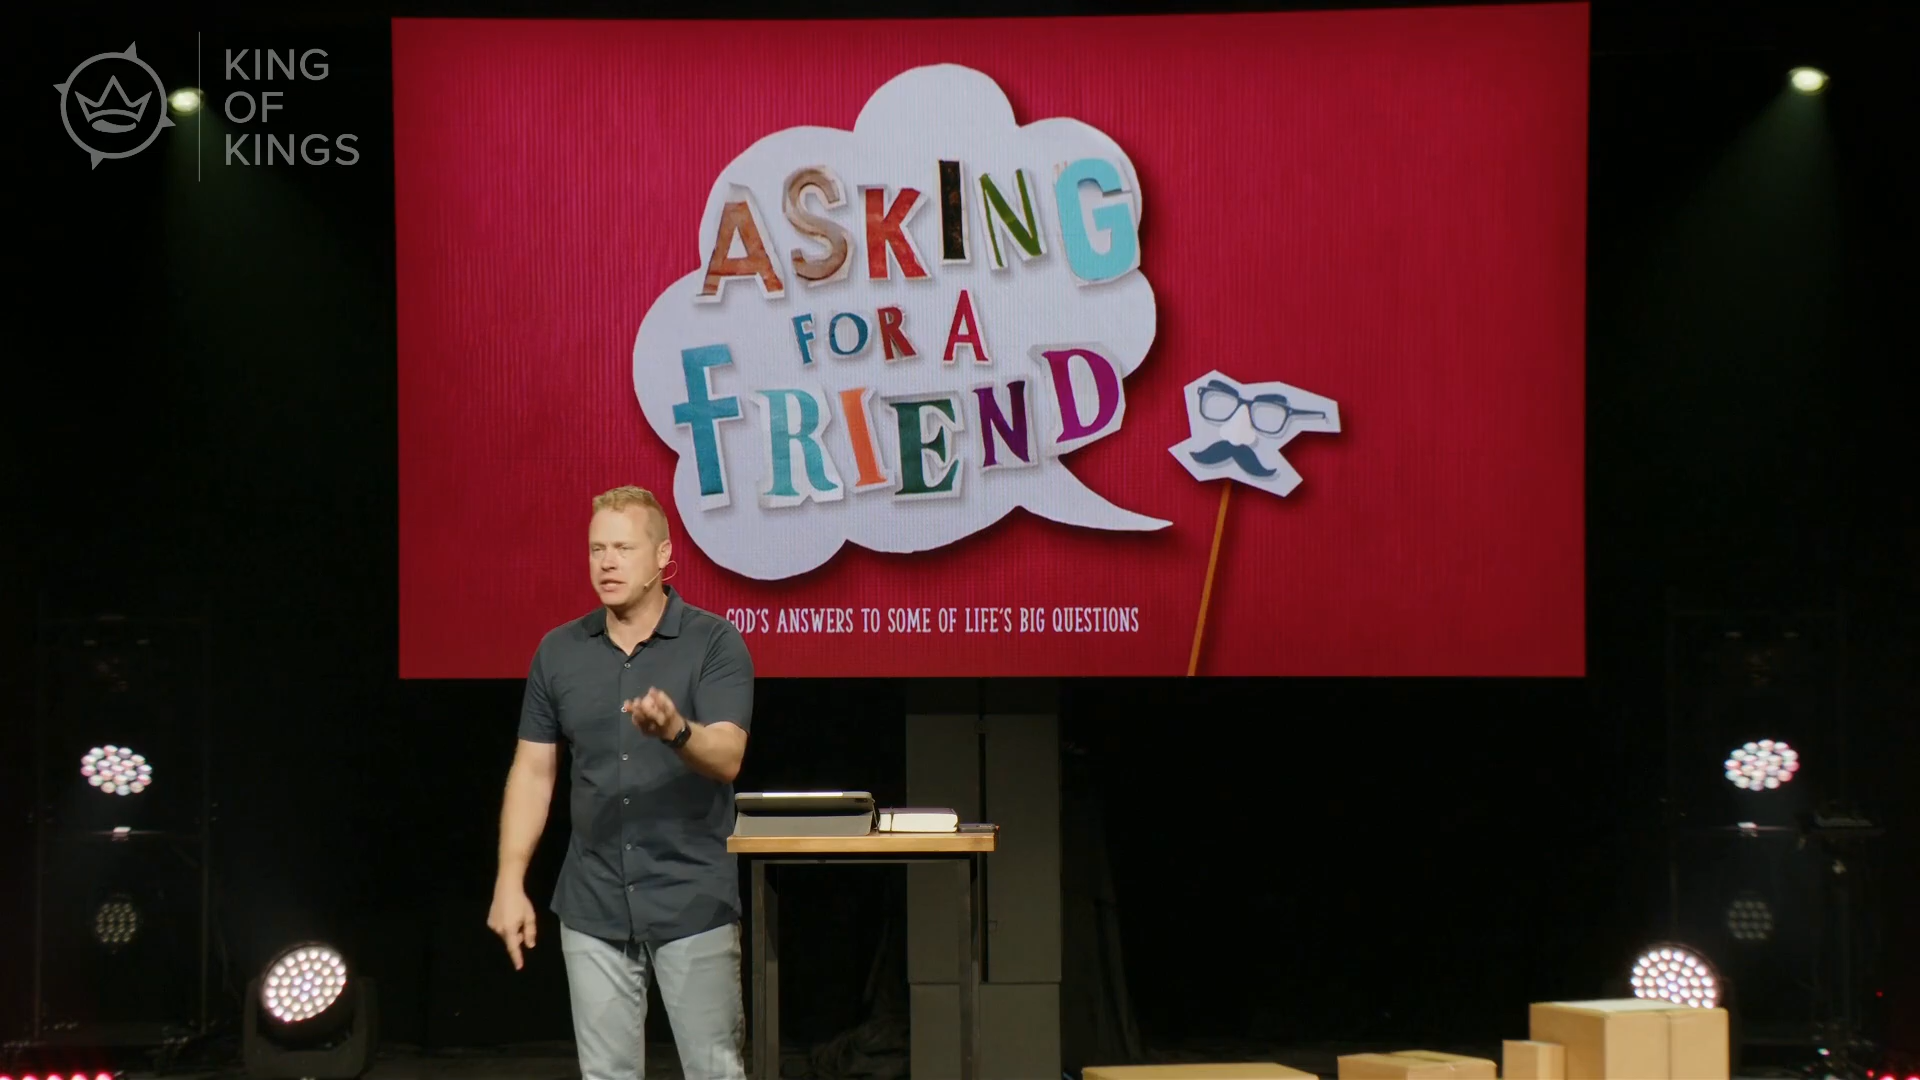 KING
OF
KINGS
ASKING
FOR A
FRIEND
GOD'S ANSWERS TO SOME OF LIFE'S BIG QUESTIONS